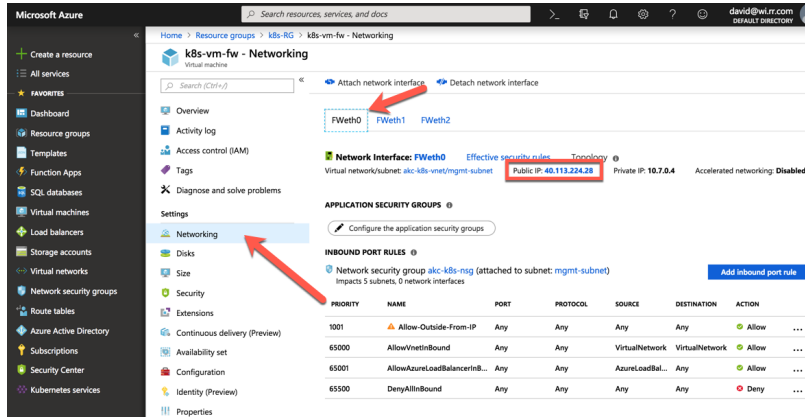 Microsoft Azure
Search resources, services, and docs
david@wi.rr.com
DEFAULT DIRECTORY
Create a resource
All services
FAVORITES
Dashboard
Resource groups
Templates
Function Apps
SQL databases
Virtual machines
Load balancers
Storage accounts
Virtual networks
Network security groups
Route tables
Azure Active Directory
Subscriptions
Security Center
Kubernetes services
Home > Resource groups > k8s-RG > k8s-vm-fw - Networking
k8s-vm-fw - Networking
Virtual machine
Search (Ctrl+/)
Overview
Activity log
Access control (IAM)
Tags
Diagnose and solve problems
Settings
Networking
Disks
Size
Security
Extensions
Continuous delivery (Preview)
Availability set
Configuration
Identity (Preview)
Properties
Attach network interface Detach network interface
FWeth0 FWeth1 FWeth2
Network Interface: FWeth0 Effective security rules Topology
Virtual network/subnet: akc-k8s-vnet/mgmt-subnet Public IP: 40.113.224.28 Private IP: 10.7.0.4 Accelerated networking: Disabled
APPLICATION SECURITY GROUPS
Configure the application security groups
INBOUND PORT RULES
Network security group akc-k8s-nsg (attached to subnet: mgmt-subnet)
Impacts 5 subnets, 0 network interfaces
Add inbound port rule
PRIORITY NAME PORT PROTOCOL SOURCE DESTINATION ACTION
1001 Allow-Outside-From-IP Any Any Any Any Allow ...
65000 AllowVnetInBound Any Any VirtualNetwork VirtualNetwork Allow ...
65001 AllowAzureLoadBalancerInB... Any Any AzureLoadBal... Any Allow ...
65500 DenyAllInBound Any Any Any Any Deny ...